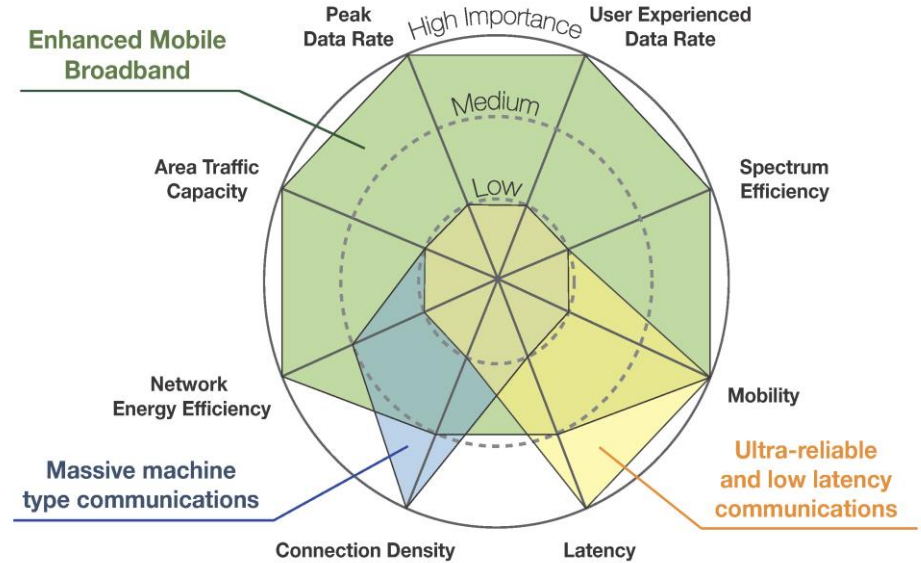 Peak
Data Rate
High Importance
User Experienced
Data Rate
Enhanced Mobile
Broadband
Medium
Area Traffic
Capacity
Low
Spectrum
Efficiency
Network
Energy Efficiency
Mobility
Massive machine
type communications
Ultra-reliable
and low latency
communications
Connection Density
Latency